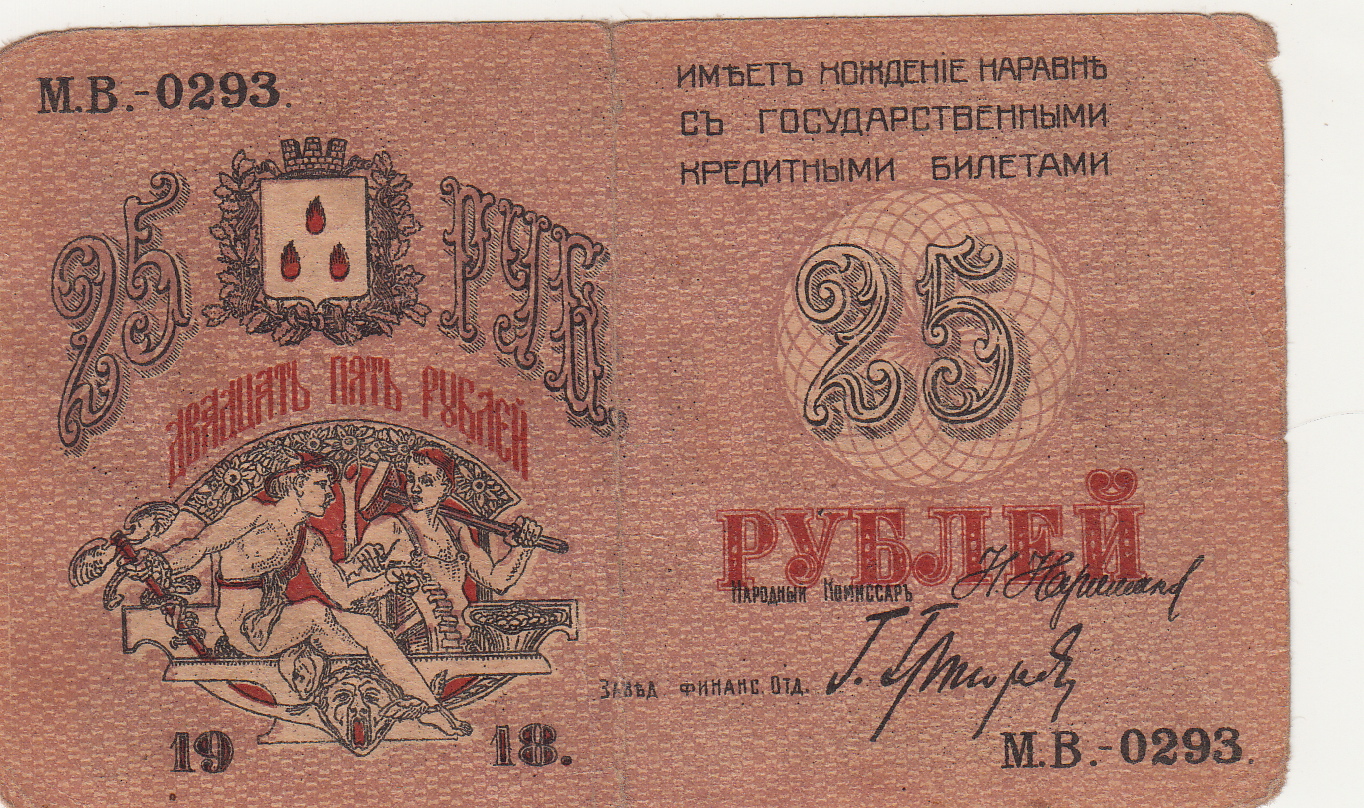 М.В.-0293.
25 РУБ
ДВАДЦАТЬ ПЯТЬ РУБЛЕЙ
19 18.
ИМѢЕТЪ ХОЖДЕНІЕ НАРАВНѢ
СЪ ГОСУДАРСТВЕННЫМИ
КРЕДИТНЫМИ БИЛЕТАМИ
25
РУБЛЕЙ
НАРОДНЫЙ КОМИССАРЪ Н. Нариманов
ЗАВѢД ФИНАНС. ОТД.
М.В.-0293.